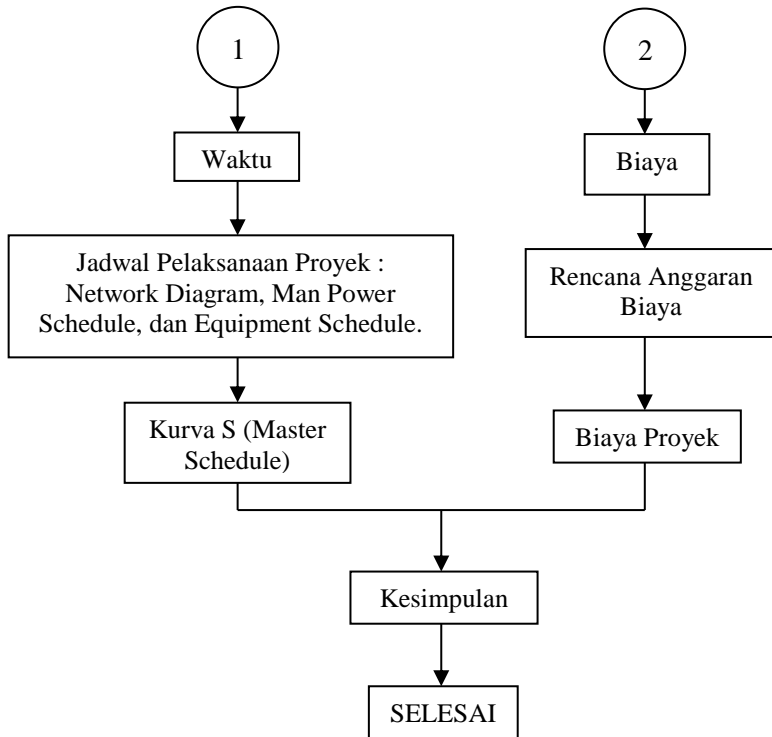 1
Waktu
Jadwal Pelaksanaan Proyek :
Network Diagram, Man Power
Schedule, dan Equipment Schedule.
Kurva S (Master
Schedule)
2
Biaya
Rencana Anggaran
Biaya
Biaya Proyek
Kesimpulan
SELESAI